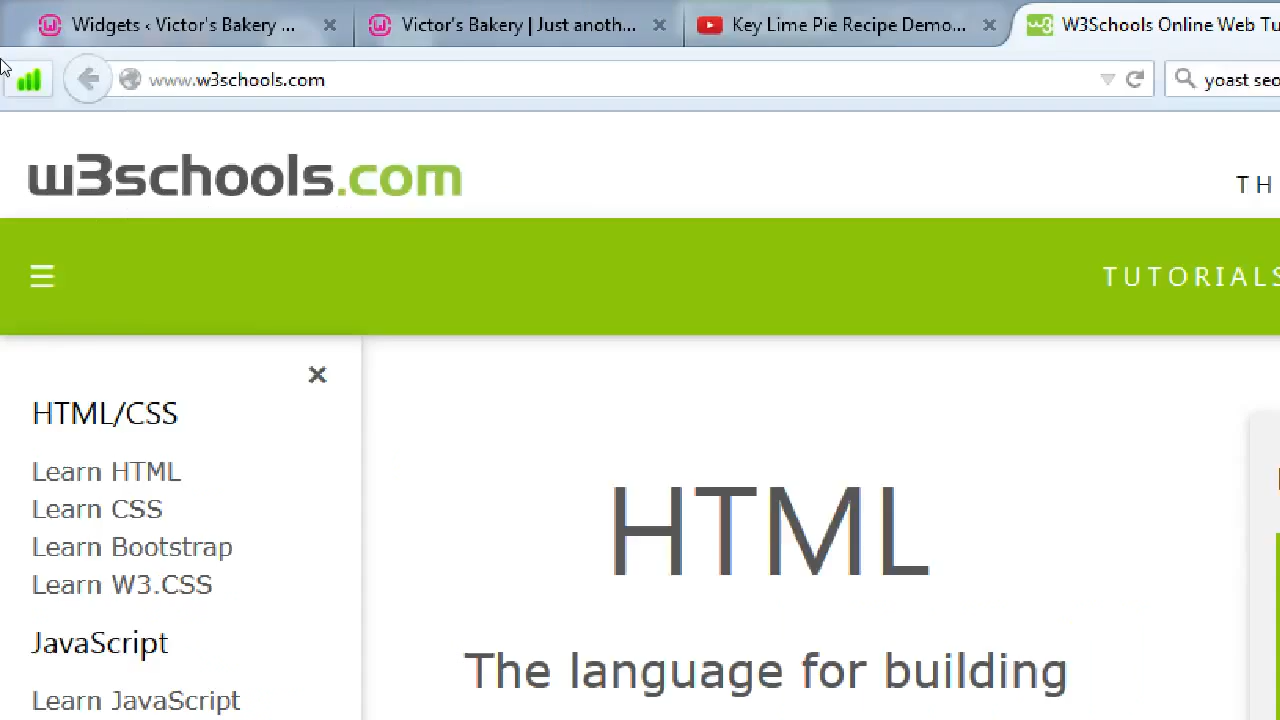 Widgets ‹ Victor's Bakery ...
Victor's Bakery | Just anoth...
Key Lime Pie Recipe Demo...
W3Schools Online Web Tu
www.w3schools.com
yoast seo
w3schools.com
TH
TUTORIALS
HTML/CSS
Learn HTML
Learn CSS
Learn Bootstrap
Learn W3.CSS
JavaScript
Learn JavaScript
HTML
The language for building